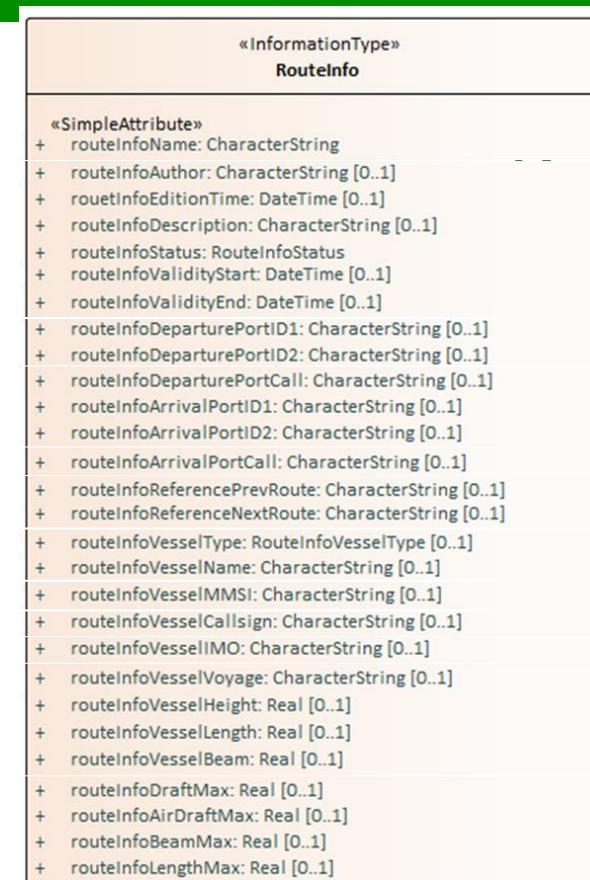 «InformationType»
RouteInfo
«SimpleAttribute»
+ routeInfoName: CharacterString
+ routeInfoAuthor: CharacterString [0..1]
+ rouetInfoEditionTime: DateTime [0..1]
+ routeInfoDescription: CharacterString [0..1]
+ routeInfoStatus: RouteInfoStatus
+ routeInfoValidityStart: DateTime [0..1]
+ routeInfoValidityEnd: DateTime [0..1]
+ routeInfoDeparturePortID1: CharacterString [0..1]
+ routeInfoDeparturePortID2: CharacterString [0..1]
+ routeInfoDeparturePortCall: CharacterString [0..1]
+ routeInfoArrivalPortID1: CharacterString [0..1]
+ routeInfoArrivalPortID2: CharacterString [0..1]
+ routeInfoArrivalPortCall: CharacterString [0..1]
+ routeInfoReferencePrevRoute: CharacterString [0..1]
+ routeInfoReferenceNextRoute: CharacterString [0..1]
+ routeInfoVesselType: RouteInfoVesselType [0..1]
+ routeInfoVesselName: CharacterString [0..1]
+ routeInfoVesselMMSI: CharacterString [0..1]
+ routeInfoVesselCallsign: CharacterString [0..1]
+ routeInfoVesselIMO: CharacterString [0..1]
+ routeInfoVesselVoyage: CharacterString [0..1]
+ routeInfoVesselHeight: Real [0..1]
+ routeInfoVesselLength: Real [0..1]
+ routeInfoVesselBeam: Real [0..1]
+ routeInfoDraftMax: Real [0..1]
+ routeInfoAirDraftMax: Real [0..1]
+ routeInfoBeamMax: Real [0..1]
+ routeInfoLengthMax: Real [0..1]